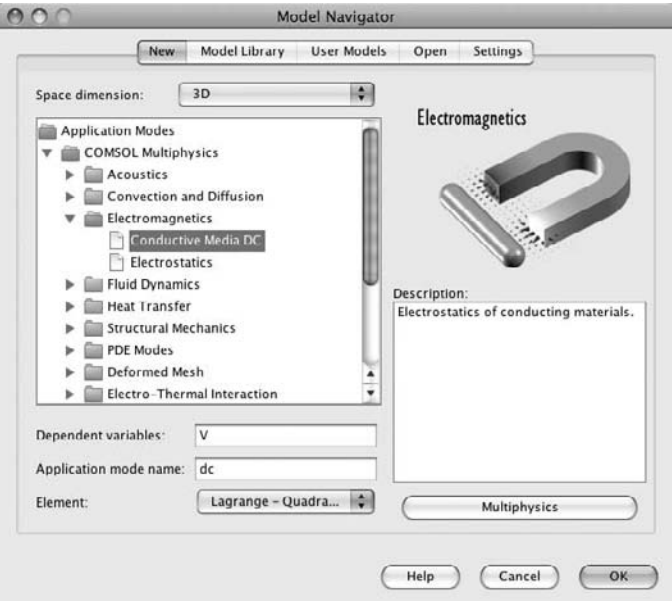 Model Navigator
New Model Library User Models Open Settings
Space dimension: 3D
Application Modes
COMSOL Multiphysics
Acoustics
Convection and Diffusion
Electromagnetics
Conductive Media DC
Electrostatics
Fluid Dynamics
Heat Transfer
Structural Mechanics
PDE Modes
Deformed Mesh
Electro-Thermal Interaction
Dependent variables: V
Application mode name: dc
Element: Lagrange - Quadra...
Electromagnetics
Description:
Electrostatics of conducting materials.
Multiphysics
Help Cancel OK